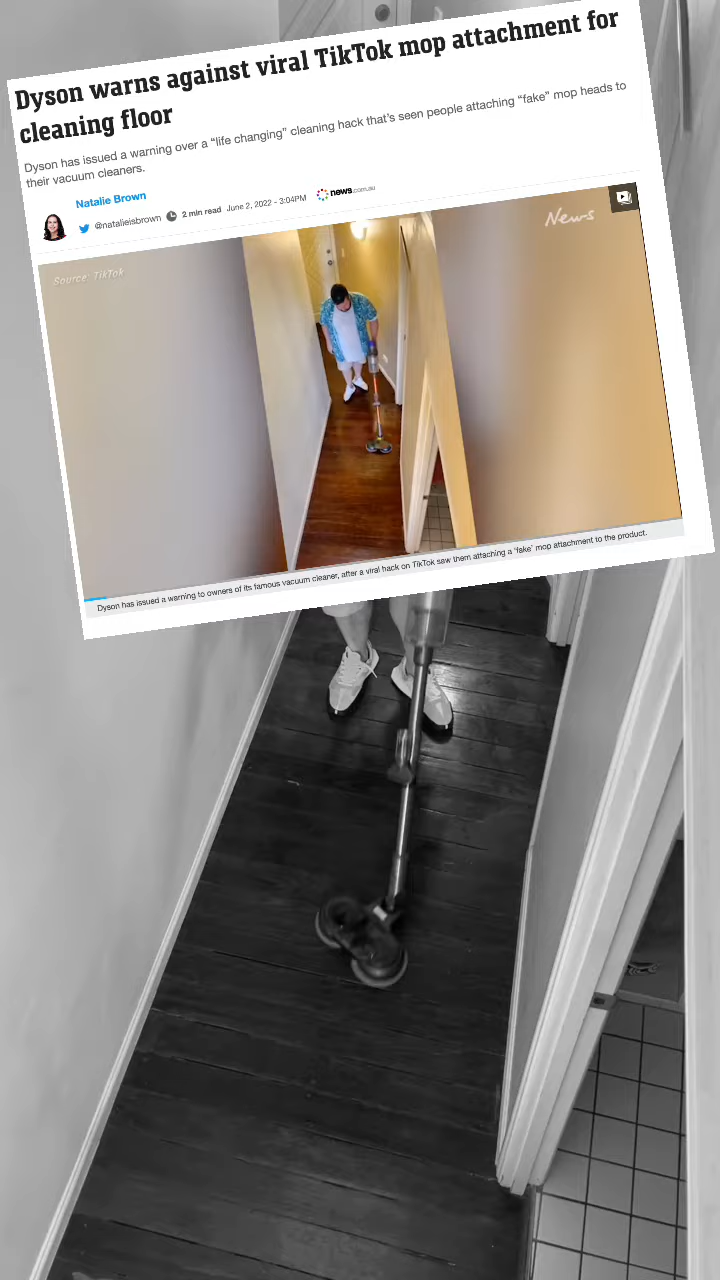 Dyson warns against viral TikTok mop attachment for
cleaning floor
Dyson has issued a warning over a “life changing” cleaning hack that’s seen people attaching “fake” mop heads to
their vacuum cleaners.
Natalie Brown
@natalieisbrown 2 min read June 2, 2022 - 3:04PM news.com.au
Source: TikTok
News
Dyson has issued a warning to owners of its famous vacuum cleaner, after a viral hack on TikTok saw them attaching a ‘fake’ mop attachment to the product.